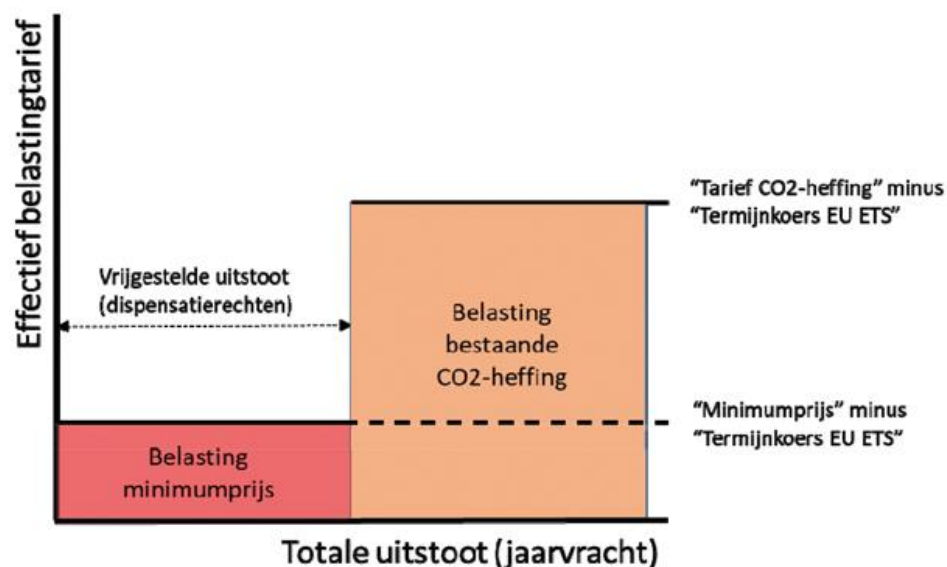 Effectief belastingtarief
"Tarief CO2-heffing" minus
"Termijnkoers EU ETS"
Vrijgestelde uitstoot
(dispensatierechten)
Belasting
bestaande
CO2-heffing
"Minimumprijs" minus
"Termijnkoers EU ETS"
Belasting
minimumprijs
Totale uitstoot (jaarvracht)